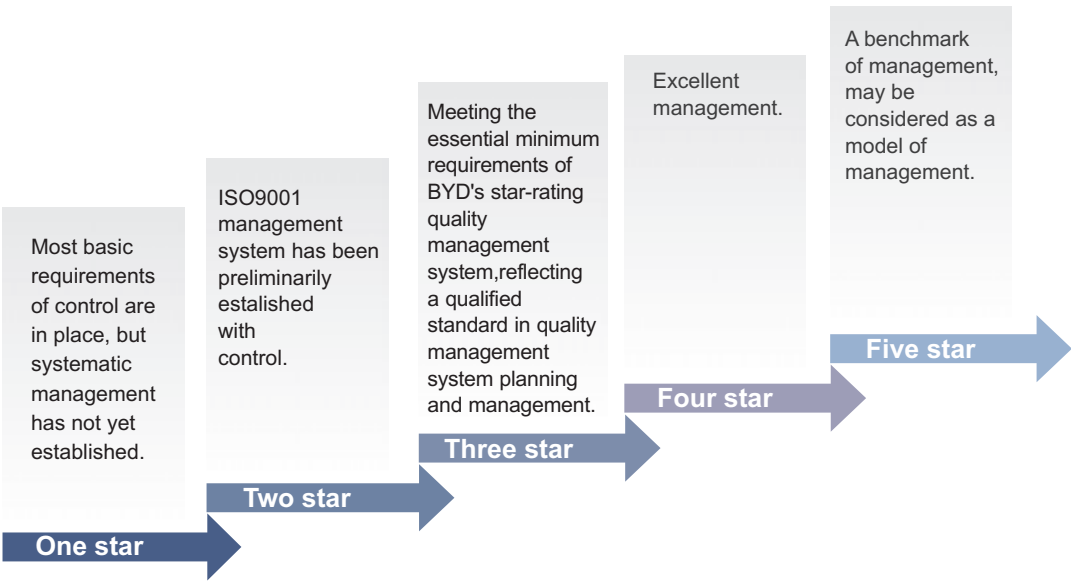 Most basic
requirements
of control are
in place, but
systematic
management
has not yet
established.
One star
ISO9001
management
system has been
preliminarily
estalished
with
control.
Two star
Meeting the
essential minimum
requirements of
BYD's star-rating
quality
management
system,reflecting
a qualified
standard in quality
management
system planning
and management.
Three star
Excellent
management.
Four star
A benchmark
of management,
may be
considered as a
model of
management.
Five star